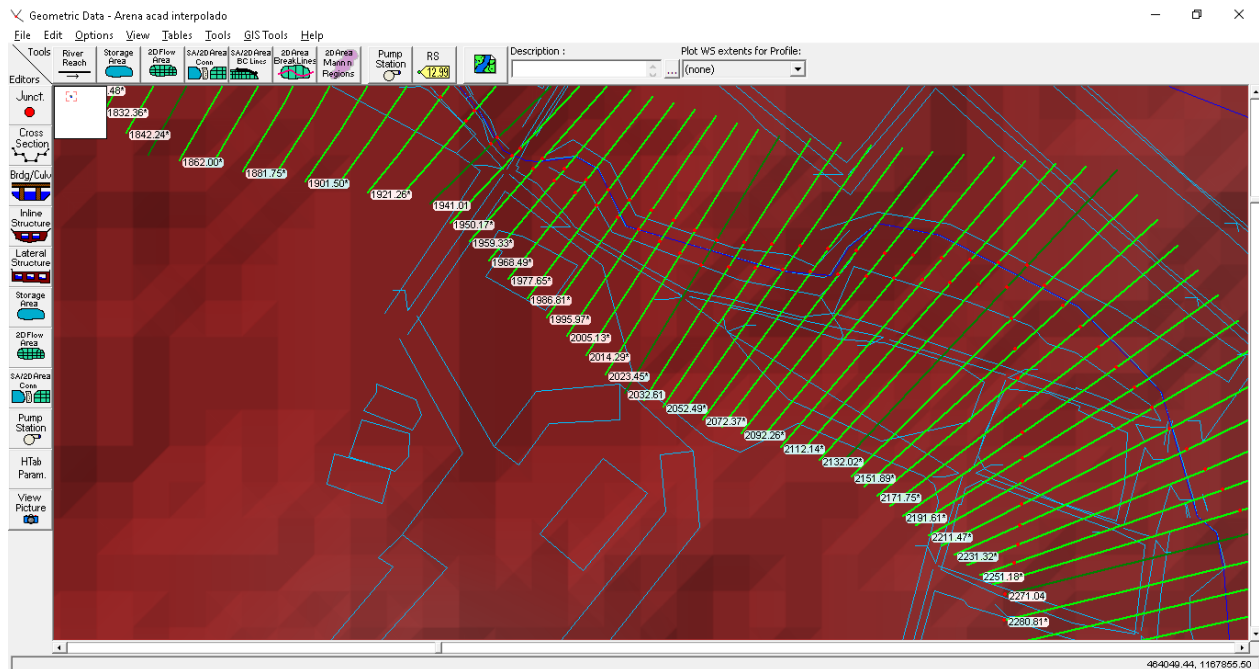 Geometric Data - Arena acad interpolado
File Edit Options View Tables Tools GIS Tools Help
Tools
Editors
River
Reach
Storage
Area
2D Flow
Area
SA/2D Area
Conn
SA/2D Area
BC Lines
2D Area
BreakLines
2D Area
Mann n
Regions
Pump
Station
RS
12.99
Description :
...
Plot WS extents for Profile:
(none)
Junct.
Cross
Section
Brdg/Culv
Inline
Structure
Lateral
Structure
Storage
Area
2D Flow
Area
SA/2D Area
Conn
Pump
Station
HTab
Param.
View
Picture
.48*
1832.36*
1842.24*
1862.00*
1881.75*
1901.50*
1921.26*
1941.01
1950.17*
1959.33*
1968.49*
1977.65*
1986.81*
1995.97*
2005.13*
2014.29*
2023.45*
2032.61
2052.49*
2072.37*
2092.26*
2112.14*
2132.02*
2151.89*
2171.75*
2191.61*
2211.47*
2231.32*
2251.18*
2271.04
2280.81*
464049.44, 1167855.50